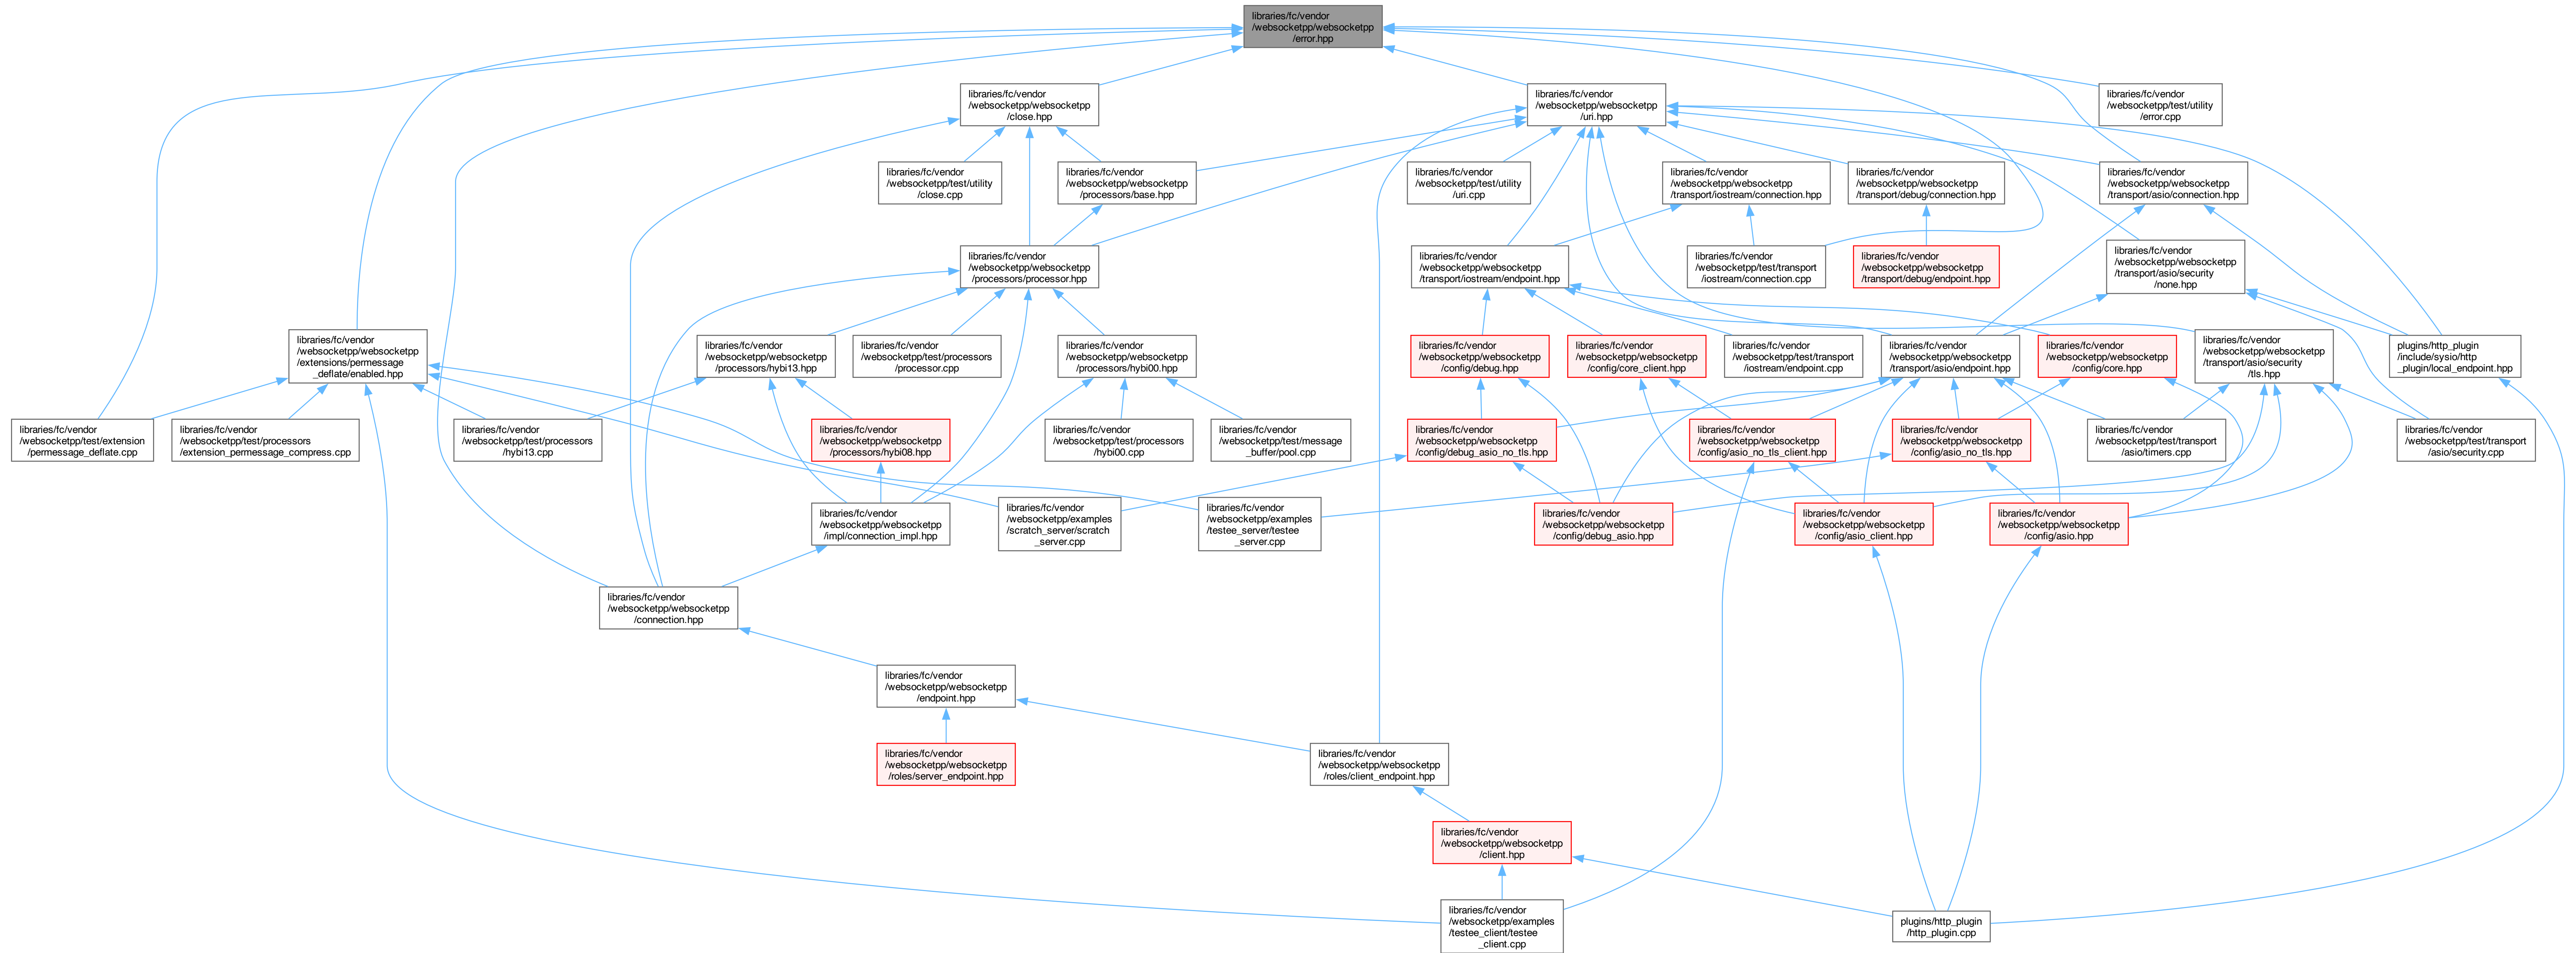 libraries/fc/vendor
/websocketpp/websocketpp
/error.hpp
libraries/fc/vendor
/websocketpp/websocketpp
/close.hpp
libraries/fc/vendor
/websocketpp/websocketpp
/uri.hpp
libraries/fc/vendor
/websocketpp/test/utility
/error.cpp
libraries/fc/vendor
/websocketpp/test/utility
/close.cpp
libraries/fc/vendor
/websocketpp/websocketpp
/processors/base.hpp
libraries/fc/vendor
/websocketpp/test/utility
/uri.cpp
libraries/fc/vendor
/websocketpp/websocketpp
/transport/iostream/connection.hpp
libraries/fc/vendor
/websocketpp/websocketpp
/transport/debug/connection.hpp
libraries/fc/vendor
/websocketpp/websocketpp
/transport/asio/connection.hpp
libraries/fc/vendor
/websocketpp/websocketpp
/processors/processor.hpp
libraries/fc/vendor
/websocketpp/websocketpp
/transport/iostream/endpoint.hpp
libraries/fc/vendor
/websocketpp/test/transport
/iostream/connection.cpp
libraries/fc/vendor
/websocketpp/websocketpp
/transport/debug/endpoint.hpp
libraries/fc/vendor
/websocketpp/websocketpp
/transport/asio/security
/none.hpp
libraries/fc/vendor
/websocketpp/websocketpp
/extensions/permessage
_deflate/enabled.hpp
libraries/fc/vendor
/websocketpp/websocketpp
/processors/hybi13.hpp
libraries/fc/vendor
/websocketpp/test/processors
/processor.cpp
libraries/fc/vendor
/websocketpp/websocketpp
/processors/hybi00.hpp
libraries/fc/vendor
/websocketpp/websocketpp
/config/debug.hpp
libraries/fc/vendor
/websocketpp/websocketpp
/config/core_client.hpp
libraries/fc/vendor
/websocketpp/test/transport
/iostream/endpoint.cpp
libraries/fc/vendor
/websocketpp/websocketpp
/transport/asio/endpoint.hpp
libraries/fc/vendor
/websocketpp/websocketpp
/config/core.hpp
libraries/fc/vendor
/websocketpp/websocketpp
/transport/asio/security
/tls.hpp
plugins/http_plugin
/include/sysio/http
_plugin/local_endpoint.hpp
libraries/fc/vendor
/websocketpp/test/extension
/permessage_deflate.cpp
libraries/fc/vendor
/websocketpp/test/processors
/extension_permessage_compress.cpp
libraries/fc/vendor
/websocketpp/test/processors
/hybi13.cpp
libraries/fc/vendor
/websocketpp/websocketpp
/processors/hybi08.hpp
libraries/fc/vendor
/websocketpp/test/processors
/hybi00.cpp
libraries/fc/vendor
/websocketpp/test/message
_buffer/pool.cpp
libraries/fc/vendor
/websocketpp/websocketpp
/config/debug_asio_no_tls.hpp
libraries/fc/vendor
/websocketpp/websocketpp
/config/asio_no_tls_client.hpp
libraries/fc/vendor
/websocketpp/websocketpp
/config/asio_no_tls.hpp
libraries/fc/vendor
/websocketpp/test/transport
/asio/timers.cpp
libraries/fc/vendor
/websocketpp/test/transport
/asio/security.cpp
libraries/fc/vendor
/websocketpp/websocketpp
/impl/connection_impl.hpp
libraries/fc/vendor
/websocketpp/examples
/scratch_server/scratch
_server.cpp
libraries/fc/vendor
/websocketpp/examples
/testee_server/testee
_server.cpp
libraries/fc/vendor
/websocketpp/websocketpp
/config/debug_asio.hpp
libraries/fc/vendor
/websocketpp/websocketpp
/config/asio_client.hpp
libraries/fc/vendor
/websocketpp/websocketpp
/config/asio.hpp
libraries/fc/vendor
/websocketpp/websocketpp
/connection.hpp
libraries/fc/vendor
/websocketpp/websocketpp
/endpoint.hpp
libraries/fc/vendor
/websocketpp/websocketpp
/roles/server_endpoint.hpp
libraries/fc/vendor
/websocketpp/websocketpp
/roles/client_endpoint.hpp
libraries/fc/vendor
/websocketpp/websocketpp
/client.hpp
libraries/fc/vendor
/websocketpp/examples
/testee_client/testee
_client.cpp
plugins/http_plugin
/http_plugin.cpp